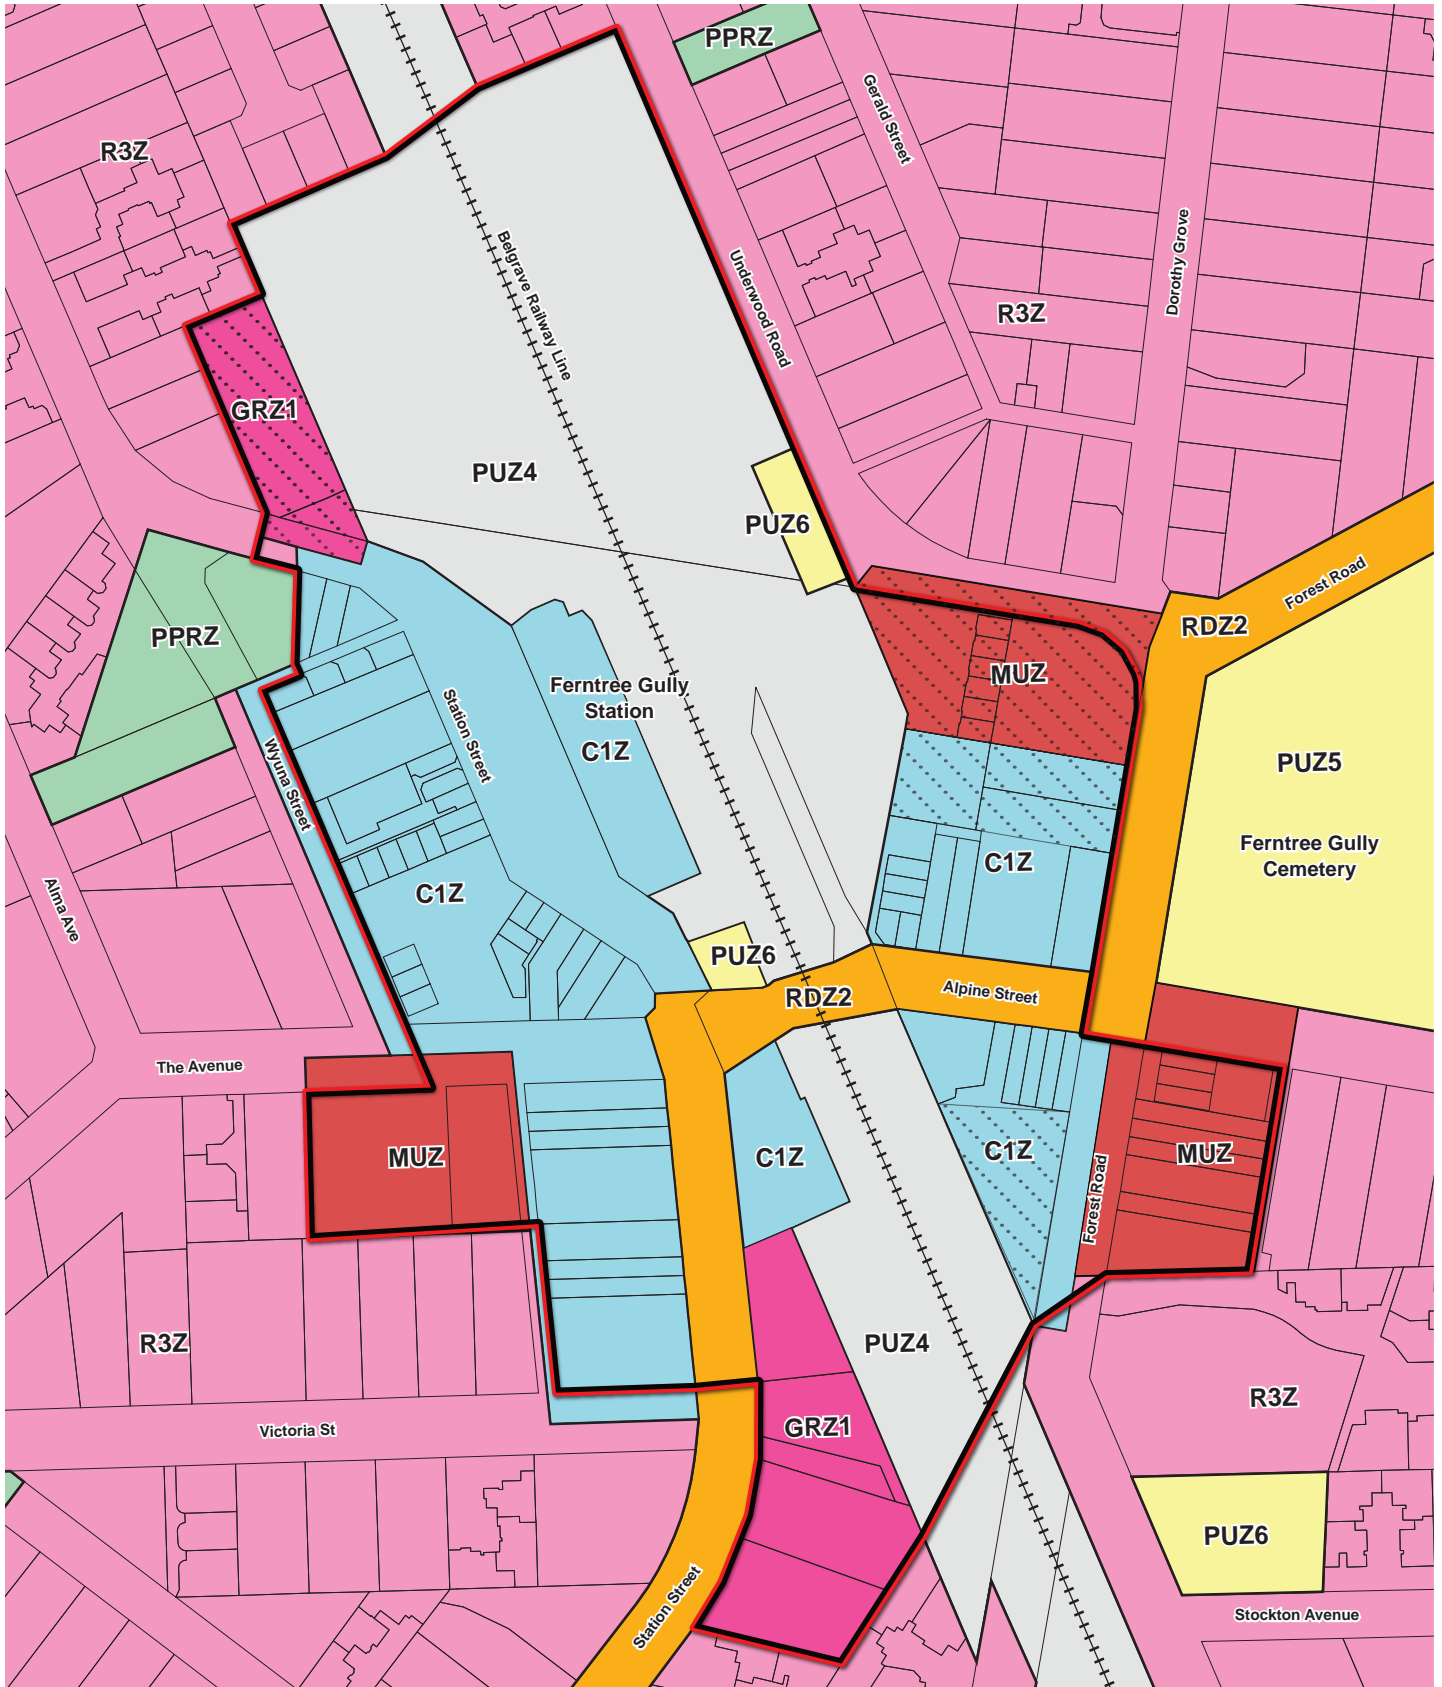 PPRZ
Gerald Street
R3Z
Dorothy Grove
Belgrave Railway Line
Underwood Road
R3Z
GRZ1
PUZ4
PUZ6
Forest Road
RDZ2
PPRZ
MUZ
Ferntree Gully
Station
Station Street
C1Z
PUZ5
Wyuna Street
Ferntree Gully
Cemetery
C1Z
C1Z
Alma Ave
PUZ6
RDZ2
Alpine Street
The Avenue
MUZ
C1Z
C1Z
MUZ
Forest Road
R3Z
PUZ4
R3Z
Victoria St
GRZ1
PUZ6
Station Street
Stockton Avenue